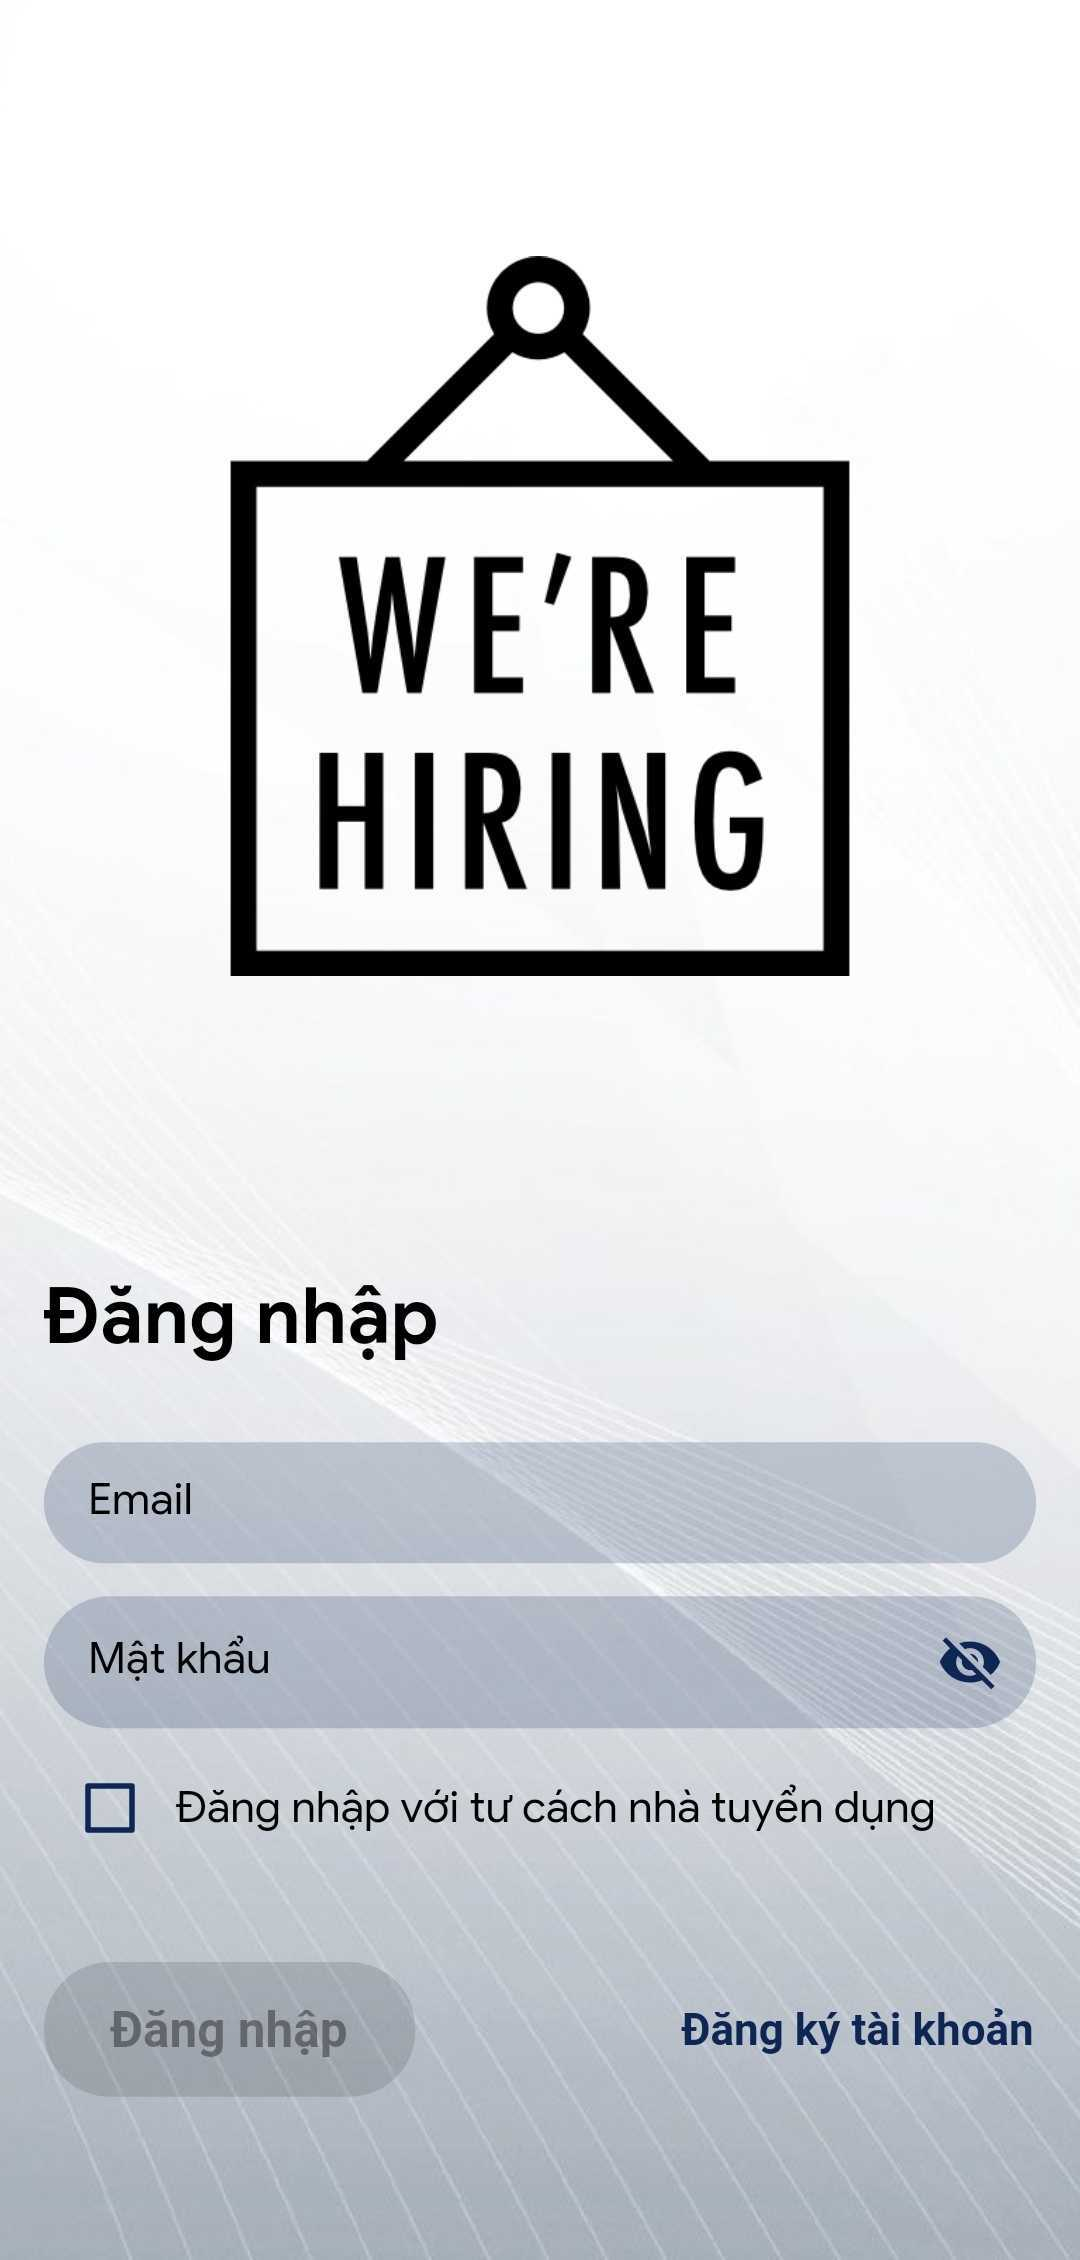 WE'RE
HIRING
Đăng nhập
Email
Mật khẩu
Đăng nhập với tư cách nhà tuyển dụng
Đăng nhập
Đăng ký tài khoản